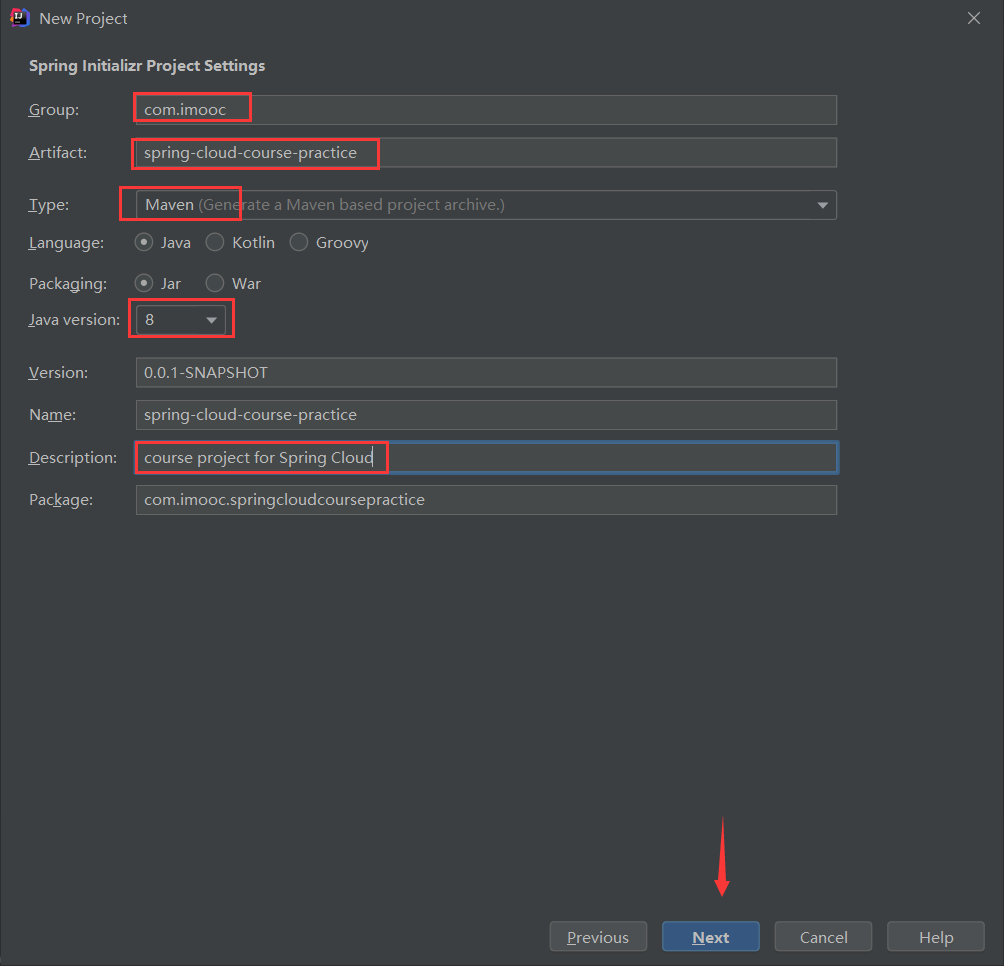 New Project
Spring Initializr Project Settings
Group: com.imooc
Artifact: spring-cloud-course-practice
Type: Maven (Generate a Maven based project archive.)
Language: Java Kotlin Groovy
Packaging: Jar War
Java version: 8
Version: 0.0.1-SNAPSHOT
Name: spring-cloud-course-practice
Description: course project for Spring Cloud
Package: com.imooc.springcloudcoursepractice
Previous Next Cancel Help